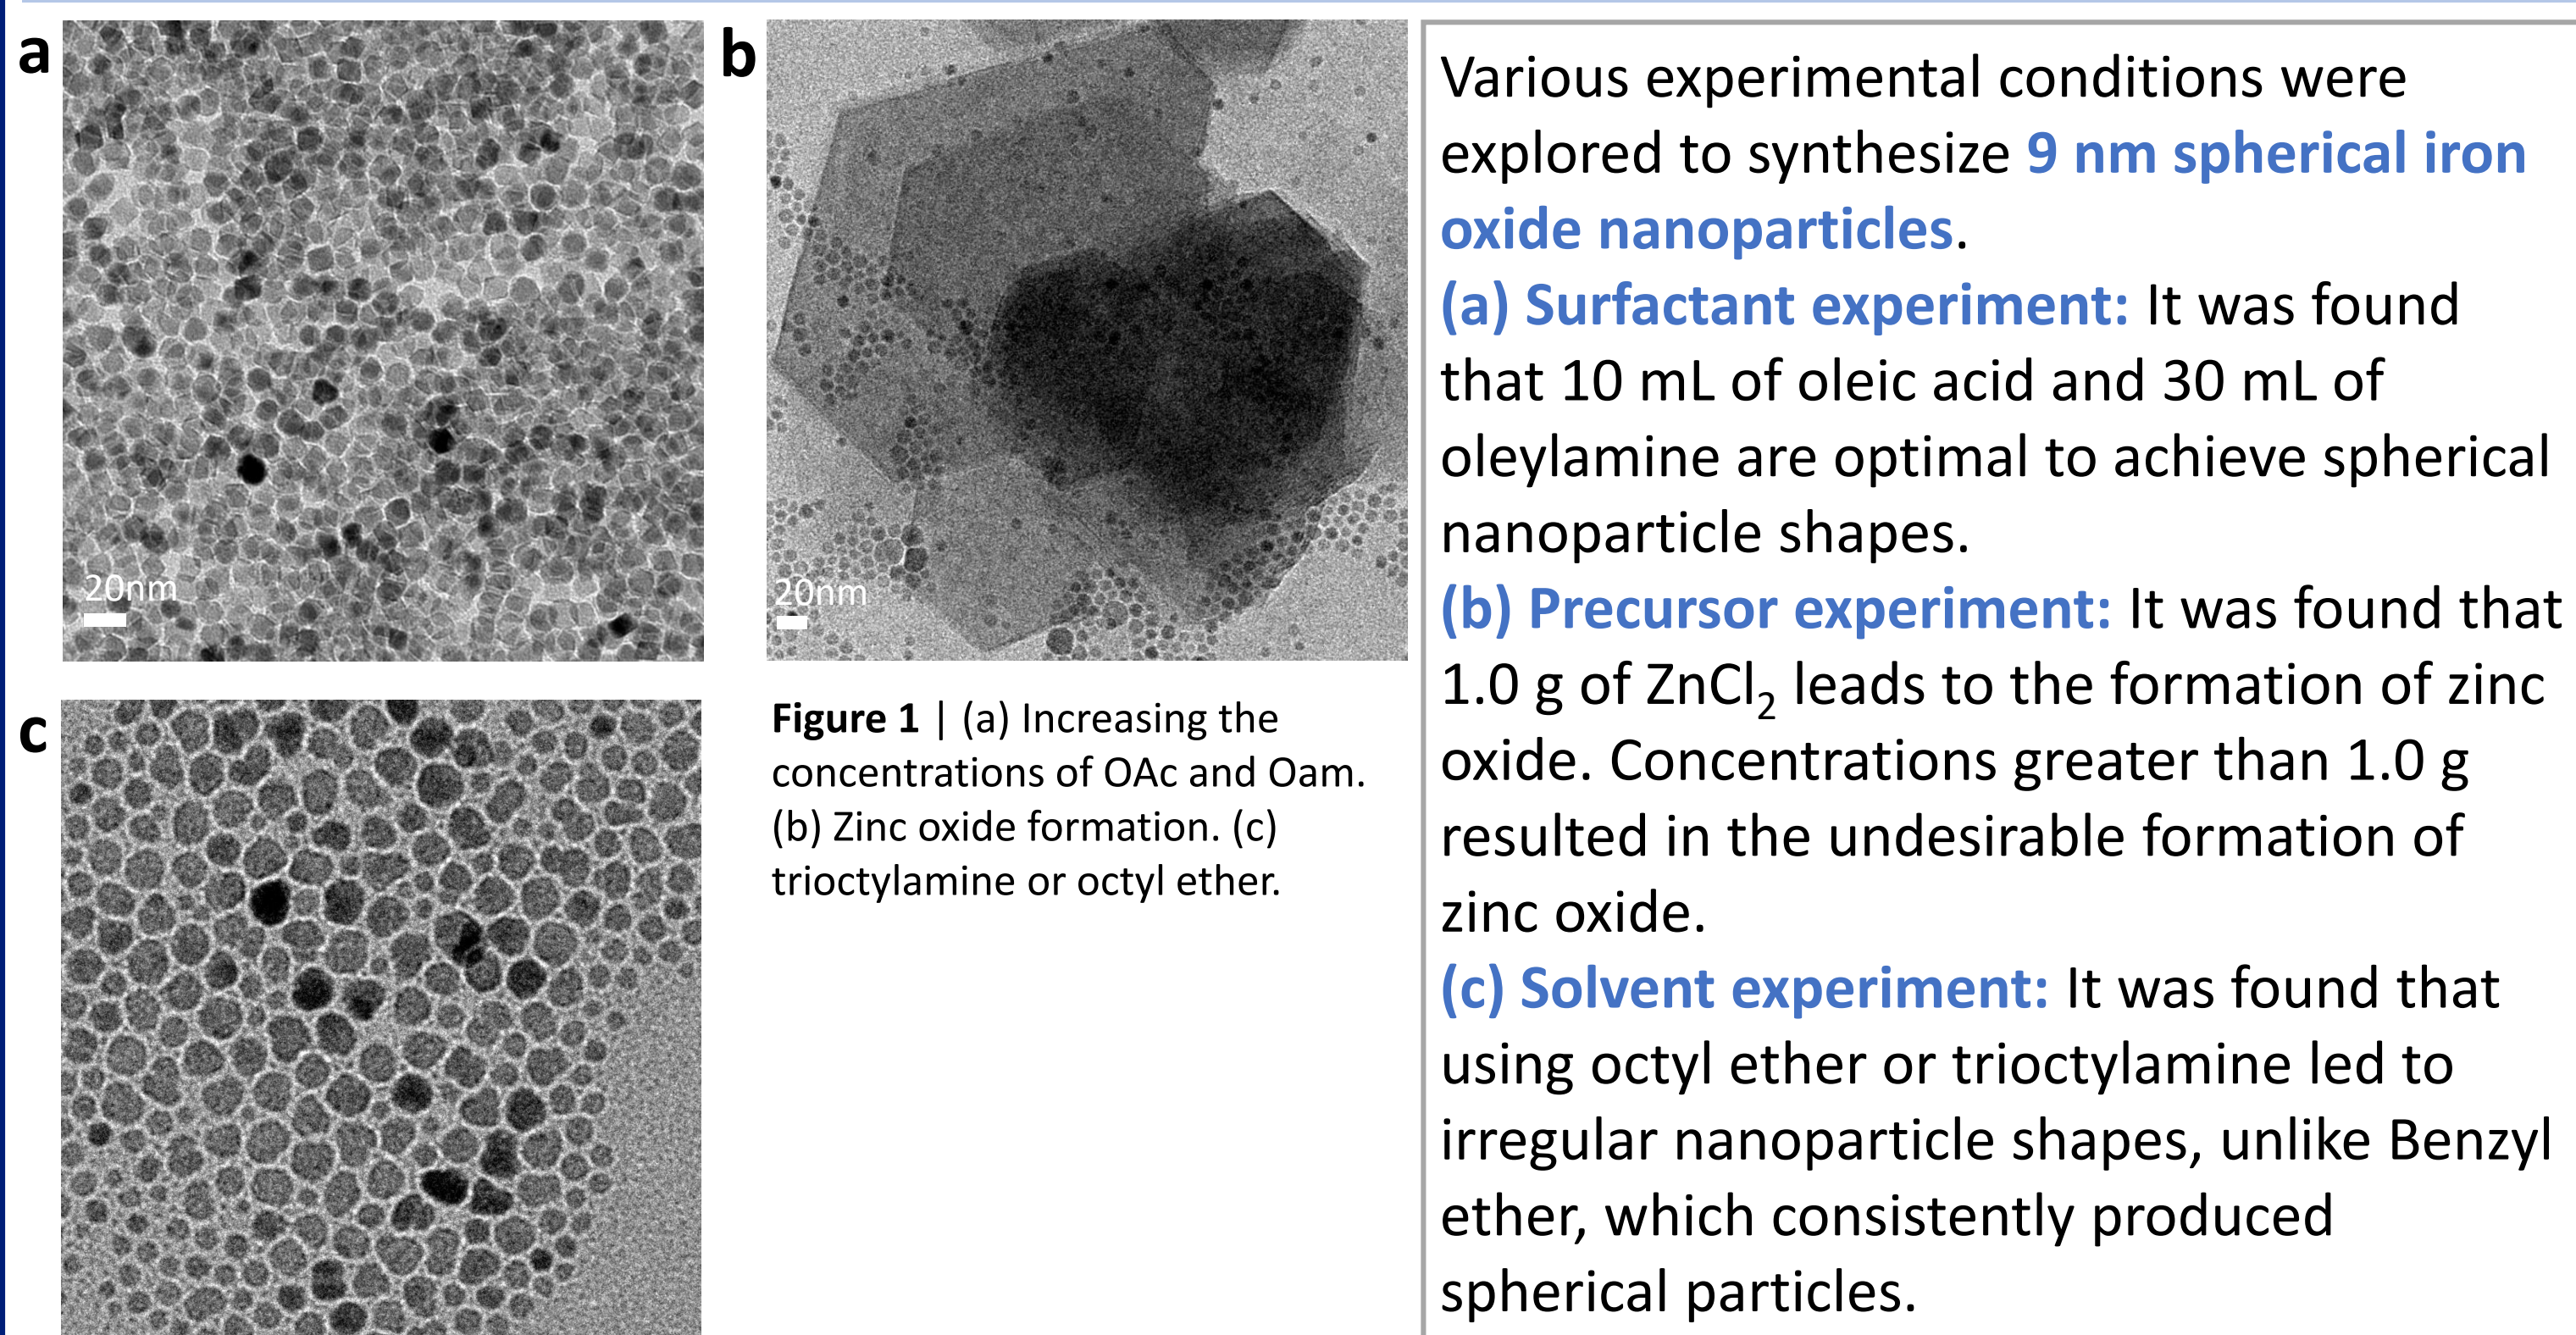 a
20nm
b
20nm
c
Figure 1 | (a) Increasing the
concentrations of OAc and Oam.
(b) Zinc oxide formation. (c)
trioctylamine or octyl ether.
Various experimental conditions were
explored to synthesize 9 nm spherical iron
oxide nanoparticles.
(a) Surfactant experiment: It was found
that 10 mL of oleic acid and 30 mL of
oleylamine are optimal to achieve spherical
nanoparticle shapes.
(b) Precursor experiment: It was found that
1.0 g of ZnCl₂ leads to the formation of zinc
oxide. Concentrations greater than 1.0 g
resulted in the undesirable formation of
zinc oxide.
(c) Solvent experiment: It was found that
using octyl ether or trioctylamine led to
irregular nanoparticle shapes, unlike Benzyl
ether, which consistently produced
spherical particles.